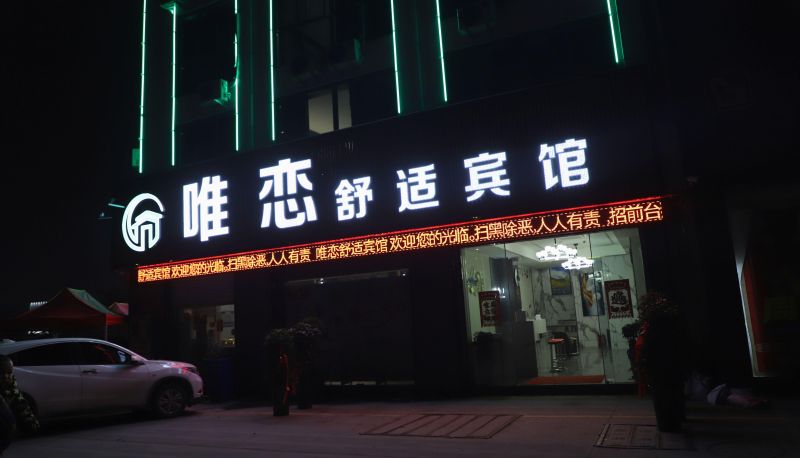 唯恋舒适宾馆
舒适宾馆 欢迎您的光临。扫黑除恶,人人有责 唯恋舒适宾馆 欢迎您的光临。扫黑除恶,人人有责 招前台